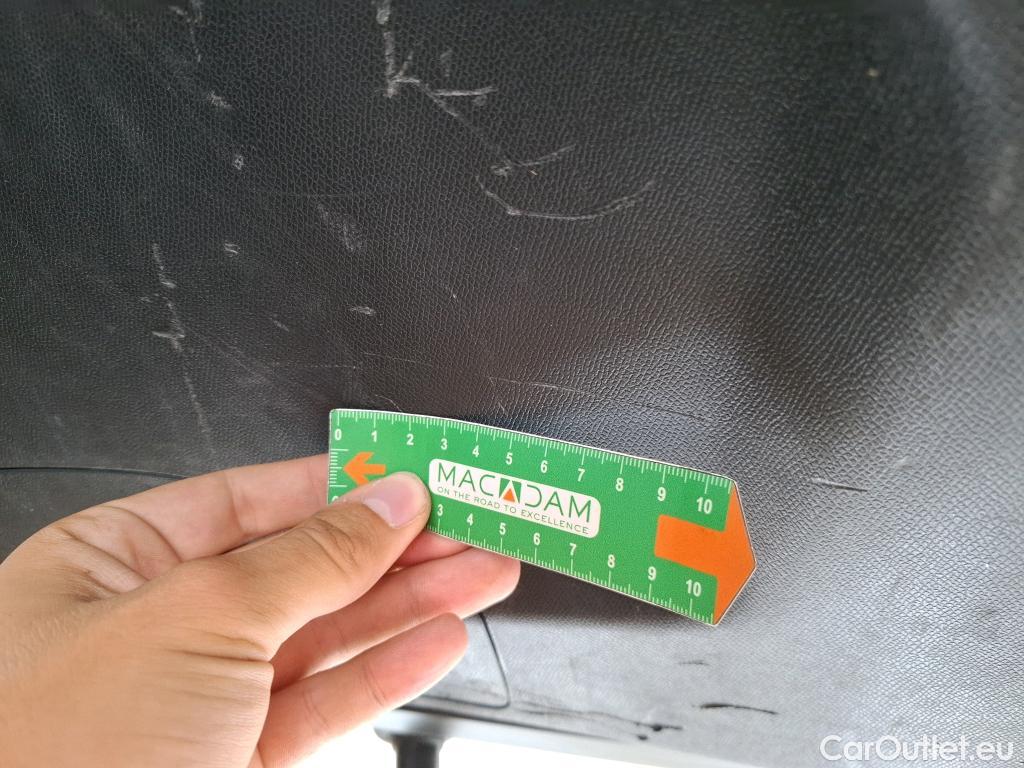 0 1 2 3 4 5 6 7 8 9 10
MACADAM
ON THE ROAD TO EXCELLENCE
3 4 5 6 7 8 9 10
CarOutlet.eu